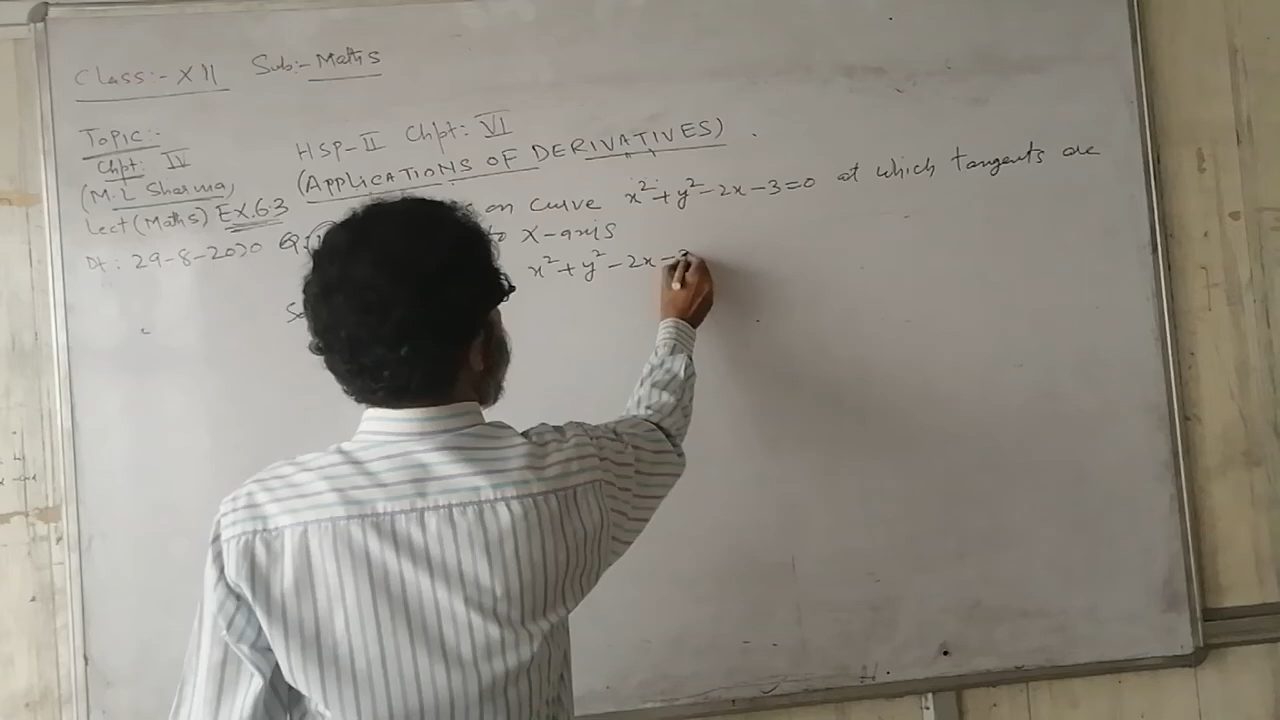 Class:- XII Sub:- Maths
Topic:- HSP-II Chpt: VI
Chpt: IV (APPLICATIONS OF DERIVATIVES)
(M.L Sharma,
Lect (Maths) EX.6.3 on curve x²+y²-2x-3=0 at which tangents are
Dt: 29-8-2020 Q. to X-axis
x²+y²-2x-3